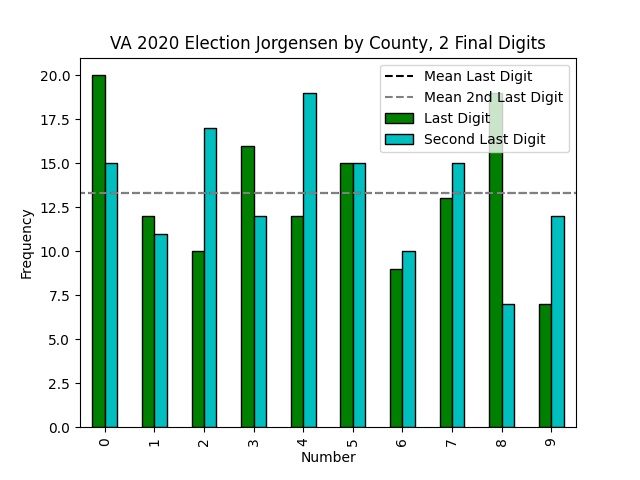 VA 2020 Election Jorgensen by County, 2 Final Digits
Mean Last Digit
Mean 2nd Last Digit
Last Digit
Second Last Digit
20.0
17.5
15.0
12.5
10.0
7.5
5.0
2.5
0.0
Frequency
0 1 2 3 4 5 6 7 8 9
Number